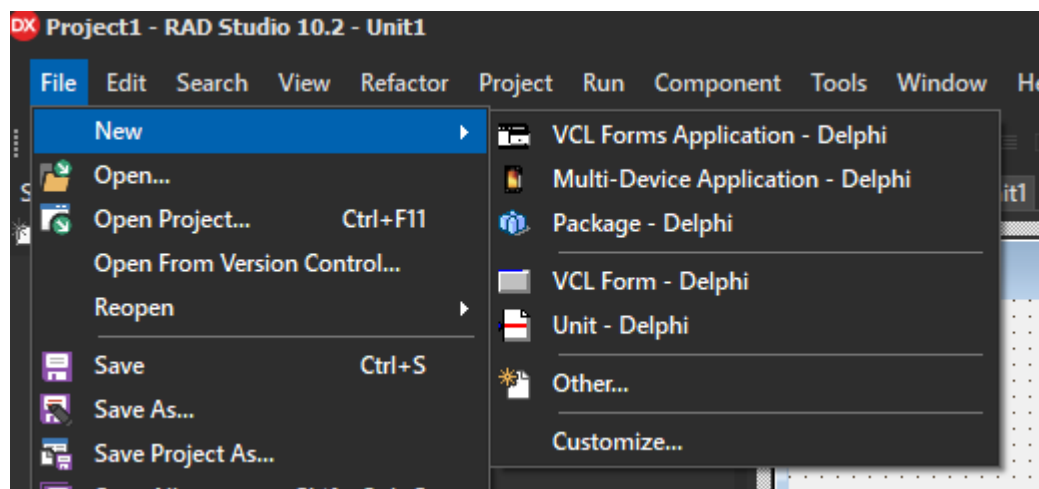 DX Project1 - RAD Studio 10.2 - Unit1
File Edit Search View Refactor Project Run Component Tools Window
New
Open...
Open Project... Ctrl+F11
Open From Version Control...
Reopen
Save Ctrl+S
Save As...
Save Project As...
VCL Forms Application - Delphi
Multi-Device Application - Delphi
Package - Delphi
VCL Form - Delphi
Unit - Delphi
Other...
Customize...
it1